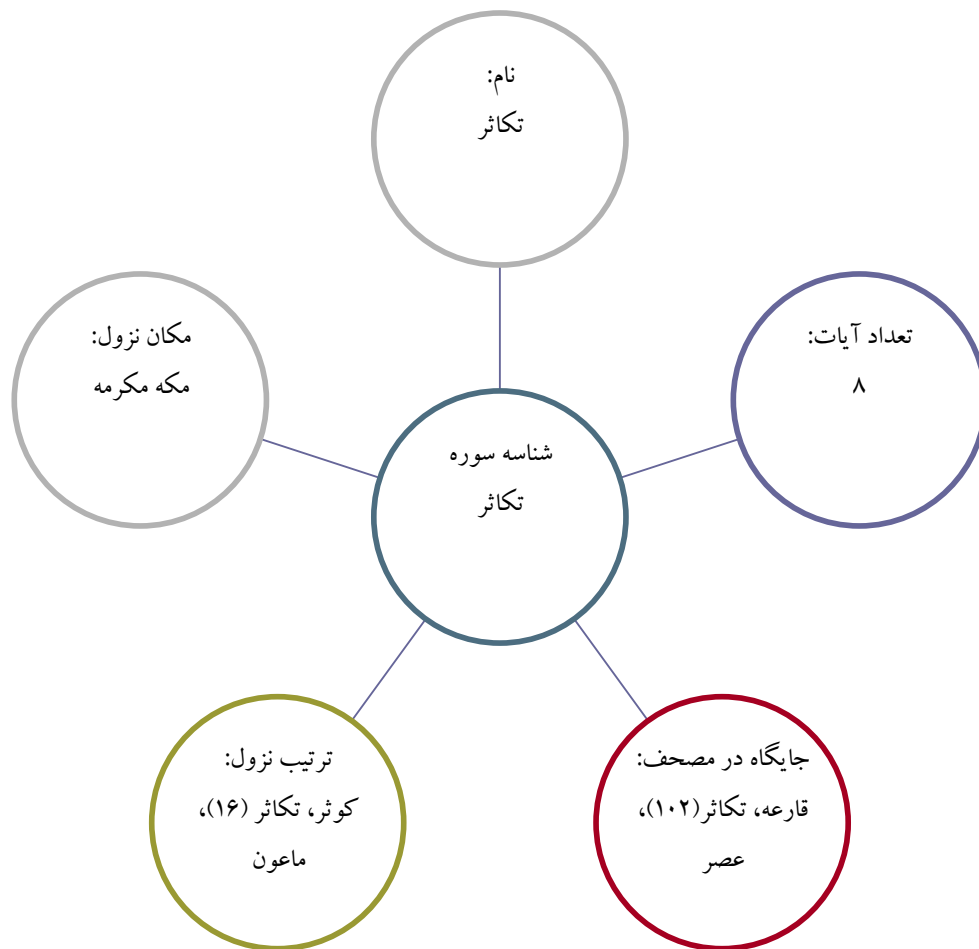 نام:
تکاثر
تعداد آیات:
۸
مکان نزول:
مکه مکرمه
شناسه سوره
تکاثر
جایگاه در مصحف:
قارعه، تکاثر(۱۰۲)،
عصر
ترتیب نزول:
کوثر، تکاثر (۱۶)،
ماعون